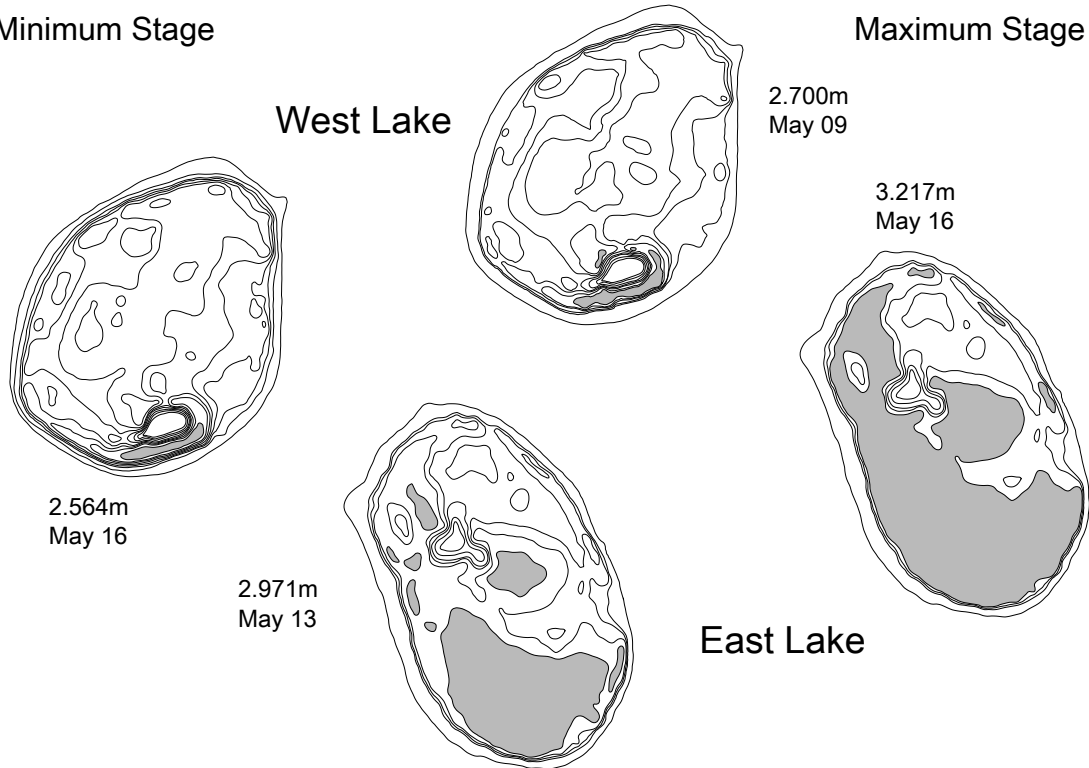 Minimum Stage
Maximum Stage
West Lake
2.700m
May 09
3.217m
May 16
2.564m
May 16
2.971m
May 13
East Lake